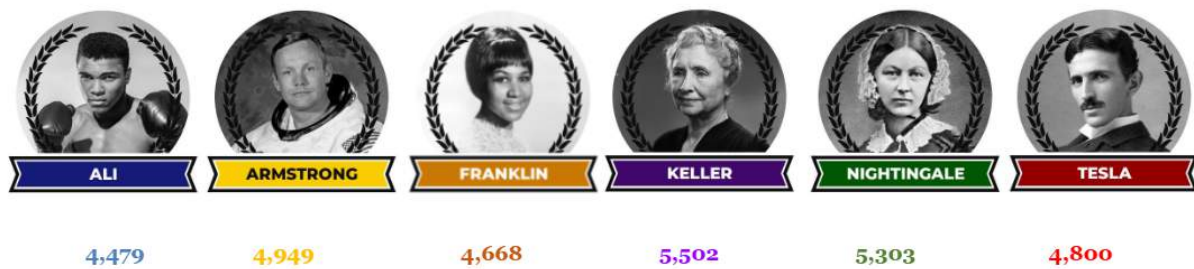 ALI ARMSTRONG FRANKLIN KELLER NIGHTINGALE TESLA
4,479 4,949 4,668 5,502 5,303 4,800